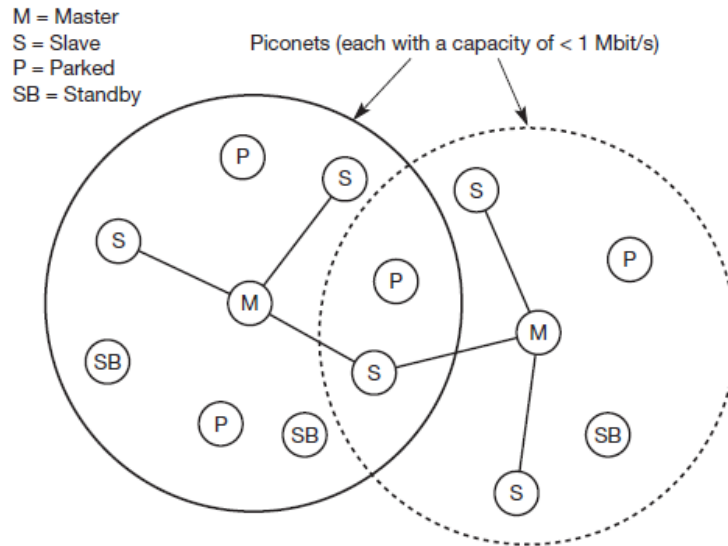 M = Master
S = Slave
P = Parked
SB = Standby
Piconets (each with a capacity of < 1 Mbit/s)
P
S
S
S
P
P
M
M
SB
S
P
SB
SB
S